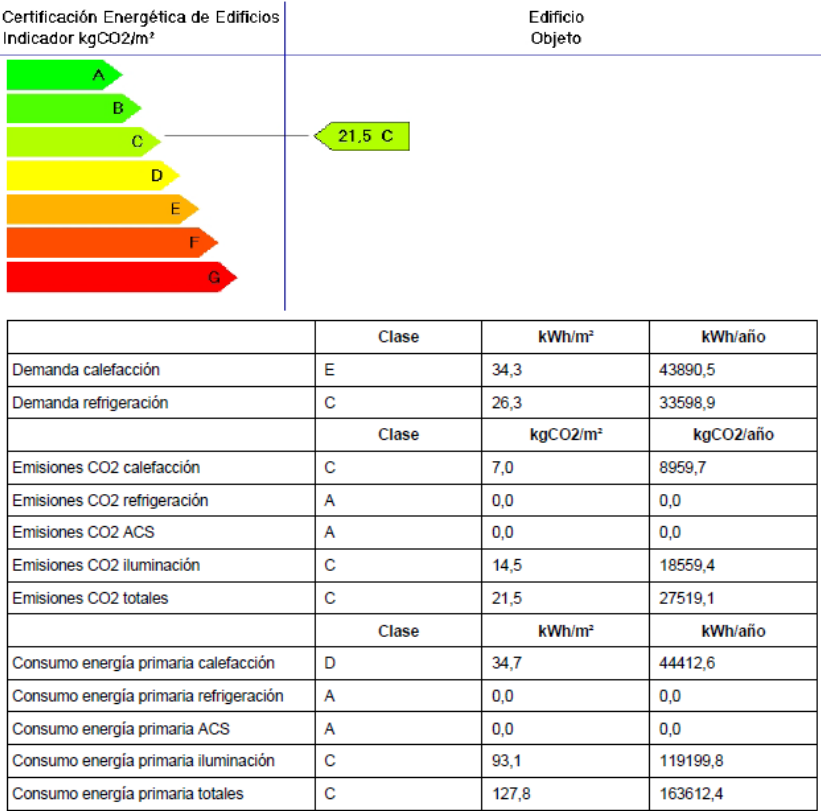 Certificación Energética de Edificios
Indicador kgCO2/m²
Edificio
Objeto
A
B
C
21,5 C
D
E
F
G
Clase kWh/m² kWh/año
Demanda calefacción E 34,3 43890,5
Demanda refrigeración C 26,3 33598,9
Clase kgCO2/m² kgCO2/año
Emisiones CO2 calefacción C 7,0 8959,7
Emisiones CO2 refrigeración A 0,0 0,0
Emisiones CO2 ACS A 0,0 0,0
Emisiones CO2 iluminación C 14,5 18559,4
Emisiones CO2 totales C 21,5 27519,1
Clase kWh/m² kWh/año
Consumo energía primaria calefacción D 34,7 44412,6
Consumo energía primaria refrigeración A 0,0 0,0
Consumo energía primaria ACS A 0,0 0,0
Consumo energía primaria iluminación C 93,1 119199,8
Consumo energía primaria totales C 127,8 163612,4